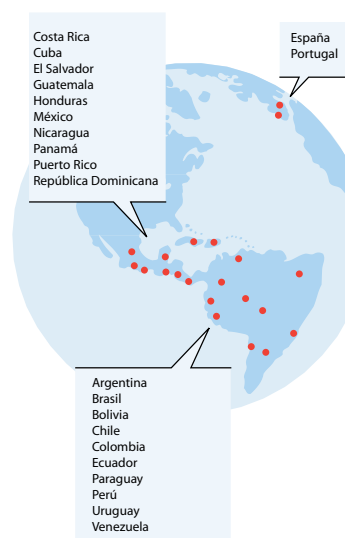 Costa Rica
Cuba
El Salvador
Guatemala
Honduras
México
Nicaragua
Panamá
Puerto Rico
República Dominicana
España
Portugal
Argentina
Brasil
Bolivia
Chile
Colombia
Ecuador
Paraguay
Perú
Uruguay
Venezuela